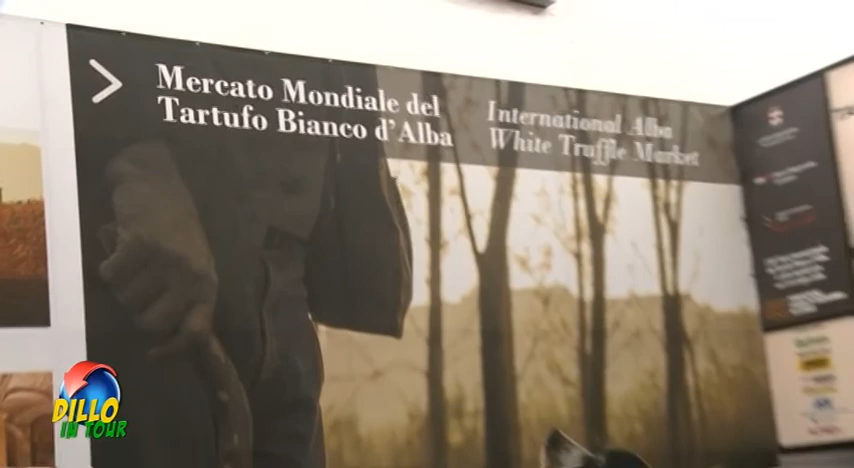 Mercato Mondiale del
Tartufo Bianco d'Alba
International Alba
White Truffle Market
DILLO
IN TOUR